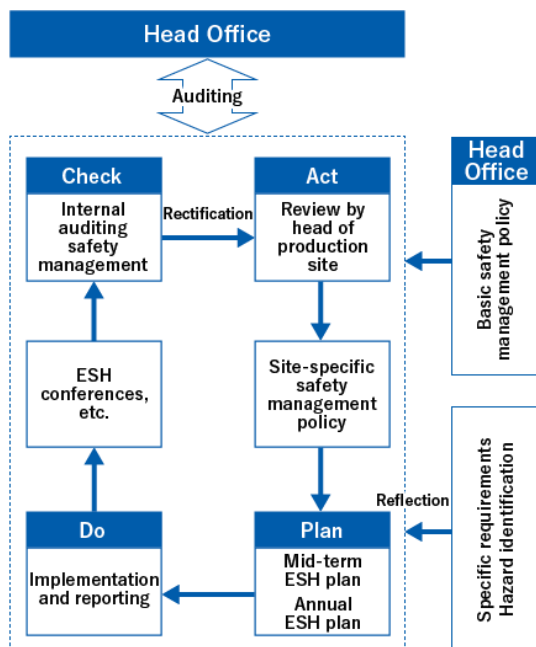 Head Office
Auditing
Check
Internal
auditing
safety
management
Rectification
Act
Review by
head of
production
site
Head
Office
Basic safety
management policy
ESH
conferences,
etc.
Site-specific
safety
management
policy
Reflection
Specific requirements
Hazard identification
Do
Implementation
and reporting
Plan
Mid-term
ESH plan
Annual
ESH plan